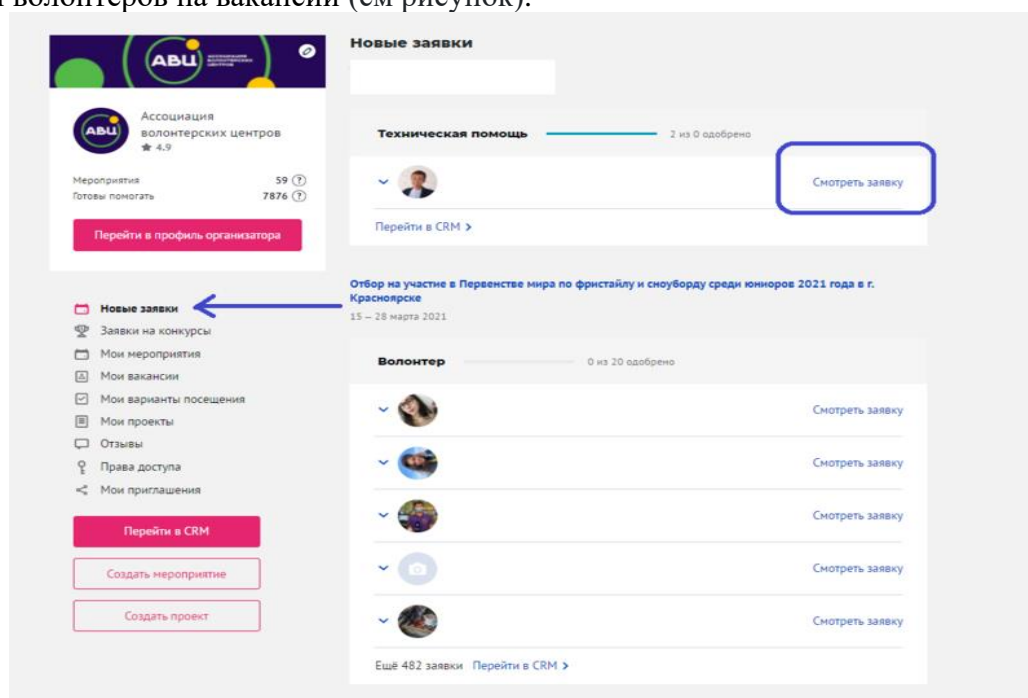 волонтеров на вакансии (см рисунок).
АВЦ
АССОЦИАЦИЯ
ВОЛОНТЕРСКИХ
ЦЕНТРОВ
АВЦ
Ассоциация
волонтерских центров
★ 4.9
Мероприятия 59 (?)
Готовы помогать 7876 (?)
Перейти в профиль организатора
Новые заявки
Заявки на конкурсы
Мои мероприятия
Мои вакансии
Мои варианты посещения
Мои проекты
Отзывы
Права доступа
Мои приглашения
Перейти в CRM
Создать мероприятие
Создать проект
Новые заявки
Техническая помощь 2 из 0 одобрено
Смотреть заявку
Перейти в CRM >
Отбор на участие в Первенстве мира по фристайлу и сноуборду среди юниоров 2021 года в г.
Красноярске
15 – 28 марта 2021
Волонтер 0 из 20 одобрено
Смотреть заявку
Смотреть заявку
Смотреть заявку
Смотреть заявку
Смотреть заявку
Ещё 482 заявки Перейти в CRM >